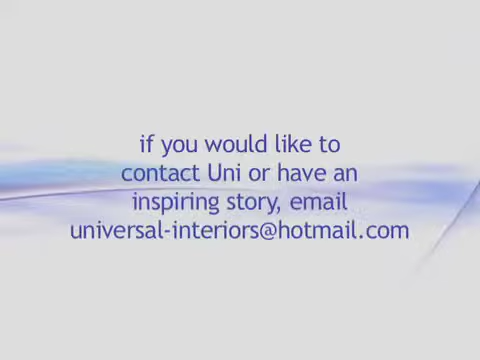 if you would like to
contact Uni or have an
inspiring story, email
universal-interiors@hotmail.com